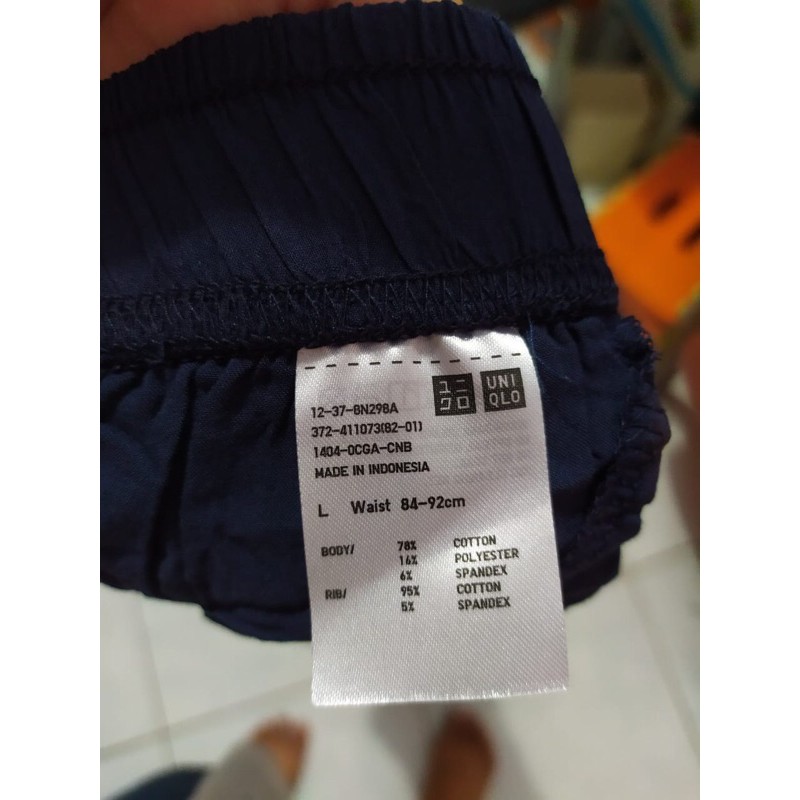 ユニ
クロ
UNI
QLO
12-37-8N298A
372-411073(82-01)
1404-0CGA-CNB
MADE IN INDONESIA
L Waist 84-92cm
BODY/ 78% COTTON
16% POLYESTER
6% SPANDEX
RIB/ 95% COTTON
5% SPANDEX